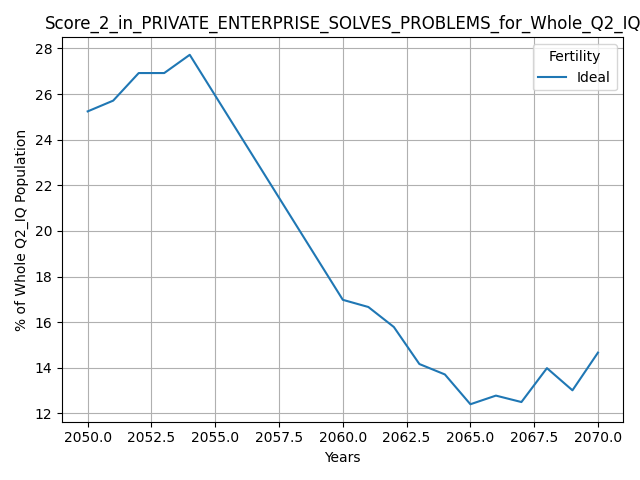 Score_2_in_PRIVATE_ENTERPRISE_SOLVES_PROBLEMS_for_Whole_Q2_IQ
Fertility
Ideal
28
26
24
22
20
18
16
14
12
% of Whole Q2_IQ Population
2050.0 2052.5 2055.0 2057.5 2060.0 2062.5 2065.0 2067.5 2070.0
Years